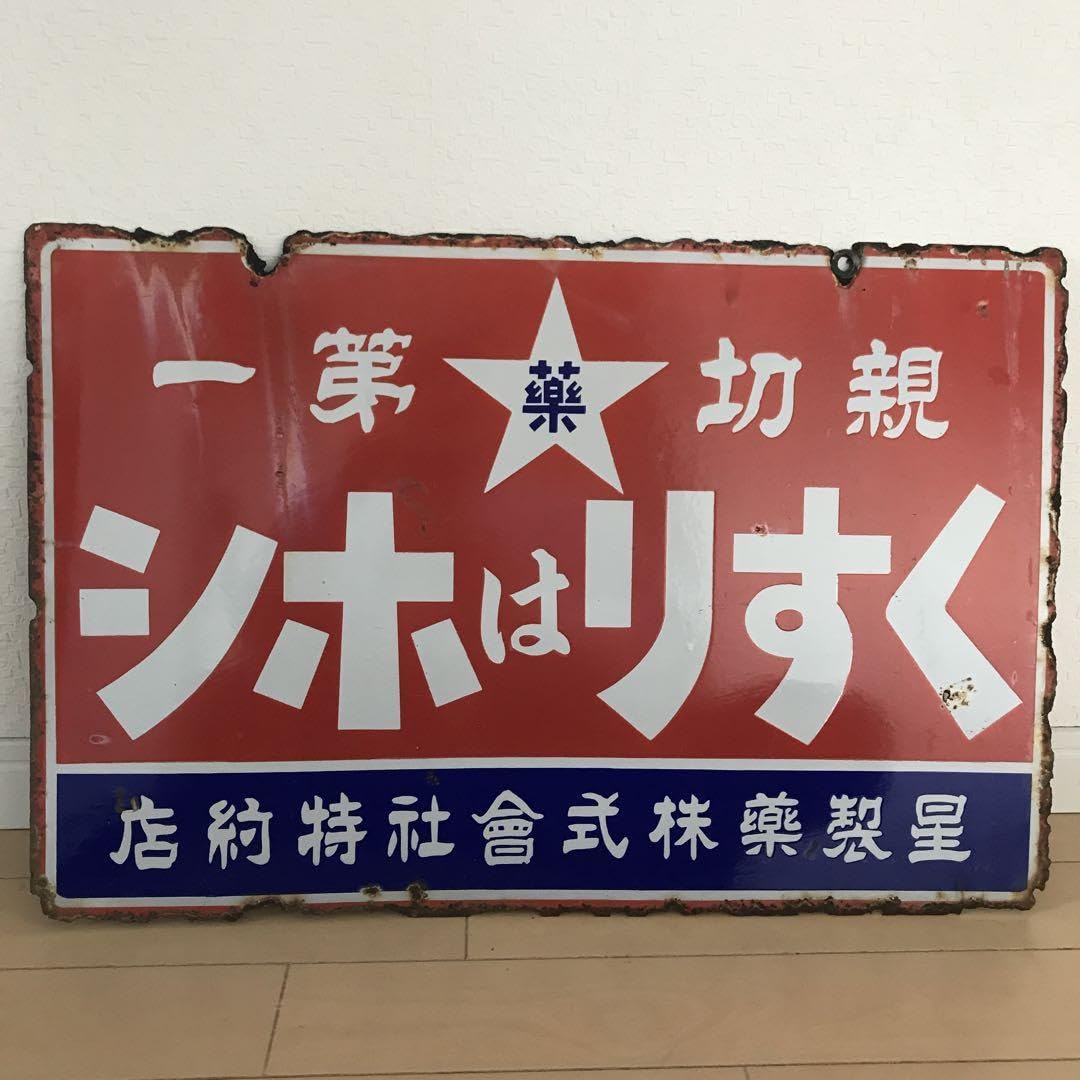 親切 藥 第一
くすりはホシ
星製藥株式會社特約店